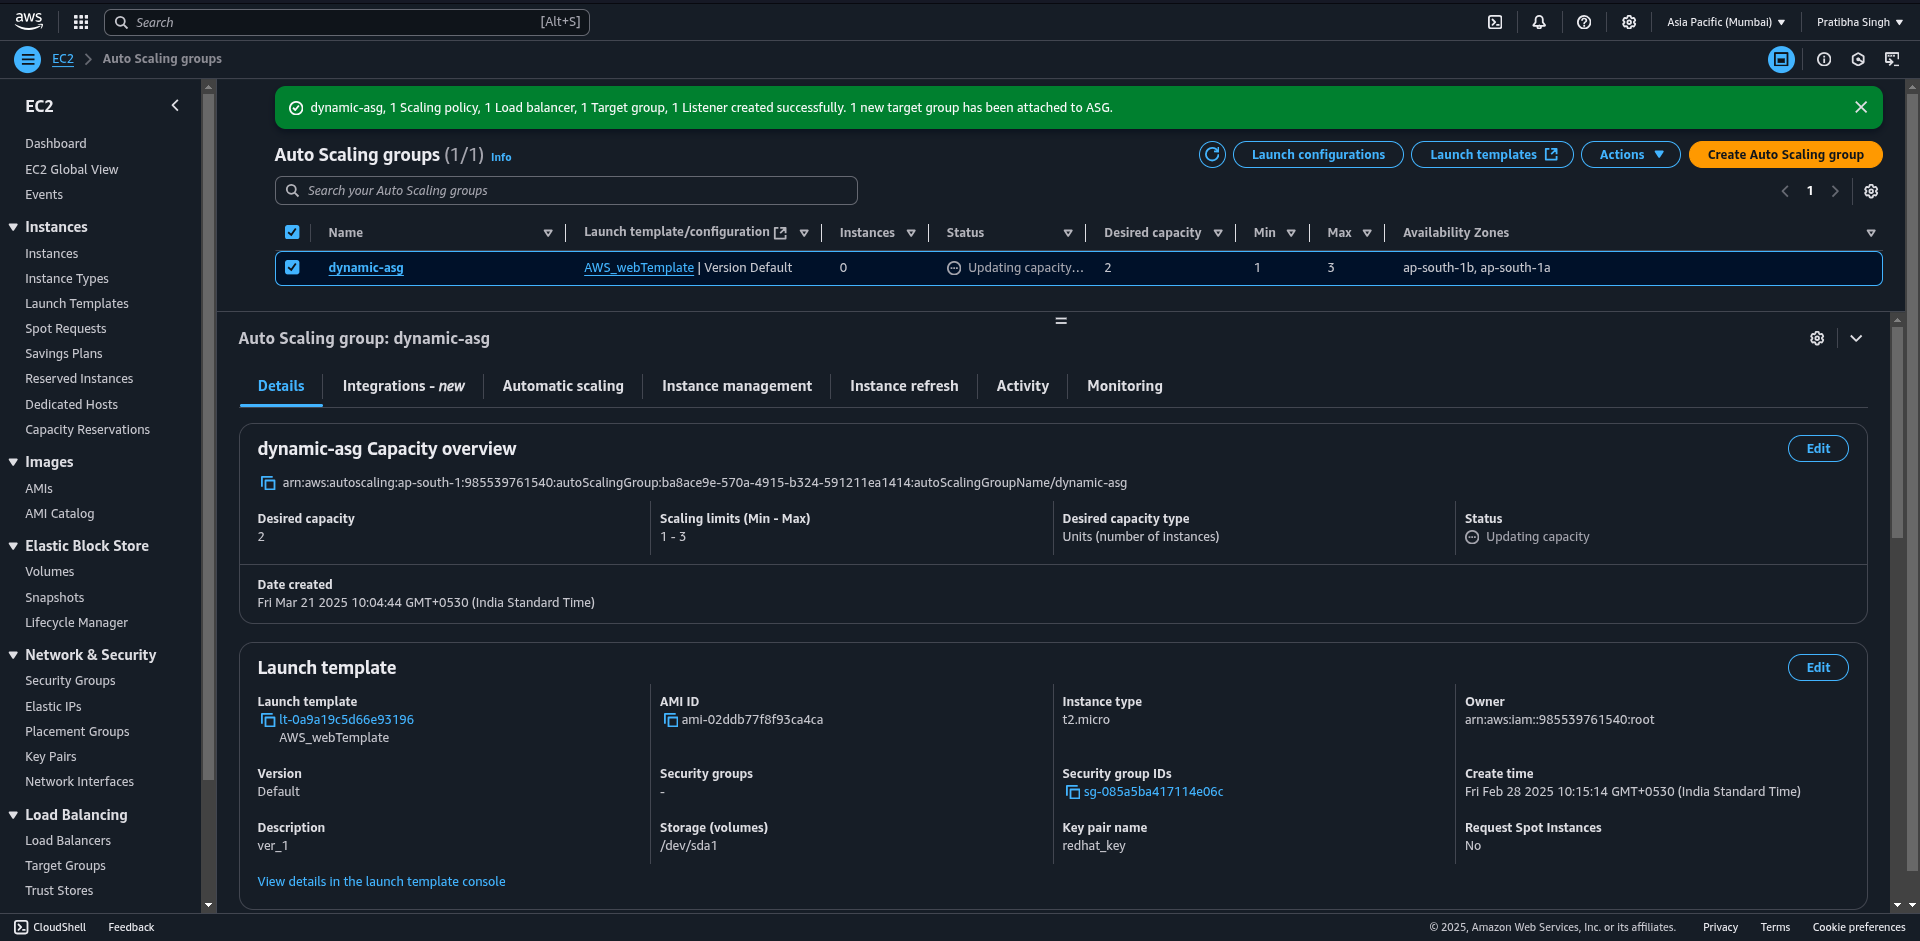 aws Search [Alt+S] Asia Pacific (Mumbai) Pratibha Singh
EC2 Auto Scaling groups
EC2
Dashboard
EC2 Global View
Events
Instances
Instances
Instance Types
Launch Templates
Spot Requests
Savings Plans
Reserved Instances
Dedicated Hosts
Capacity Reservations
Images
AMIs
AMI Catalog
Elastic Block Store
Volumes
Snapshots
Lifecycle Manager
Network & Security
Security Groups
Elastic IPs
Placement Groups
Key Pairs
Network Interfaces
Load Balancing
Load Balancers
Target Groups
Trust Stores
dynamic-asg, 1 Scaling policy, 1 Load balancer, 1 Target group, 1 Listener created successfully. 1 new target group has been attached to ASG.
Auto Scaling groups (1/1) Info Launch configurations Launch templates Actions Create Auto Scaling group
Search your Auto Scaling groups 1
Name Launch template/configuration Instances Status Desired capacity Min Max Availability Zones
dynamic-asg AWS_webTemplate | Version Default 0 Updating capacity... 2 1 3 ap-south-1b, ap-south-1a
Auto Scaling group: dynamic-asg
Details Integrations - new Automatic scaling Instance management Instance refresh Activity Monitoring
dynamic-asg Capacity overview Edit
arn:aws:autoscaling:ap-south-1:985539761540:autoScalingGroup:ba8ace9e-570a-4915-b324-591211ea1414:autoScalingGroupName/dynamic-asg
Desired capacity Scaling limits (Min - Max) Desired capacity type Status
2 1 - 3 Units (number of instances) Updating capacity
Date created
Fri Mar 21 2025 10:04:44 GMT+0530 (India Standard Time)
Launch template Edit
Launch template AMI ID Instance type Owner
lt-0a9a19c5d66e93196 ami-02ddb77f8f93ca4ca t2.micro arn:aws:iam::985539761540:root
AWS_webTemplate
Version Security groups Security group IDs Create time
Default - sg-085a5ba417114e06c Fri Feb 28 2025 10:15:14 GMT+0530 (India Standard Time)
Description Storage (volumes) Key pair name Request Spot Instances
ver_1 /dev/sda1 redhat_key No
View details in the launch template console
CloudShell Feedback © 2025, Amazon Web Services, Inc. or its affiliates. Privacy Terms Cookie preferences